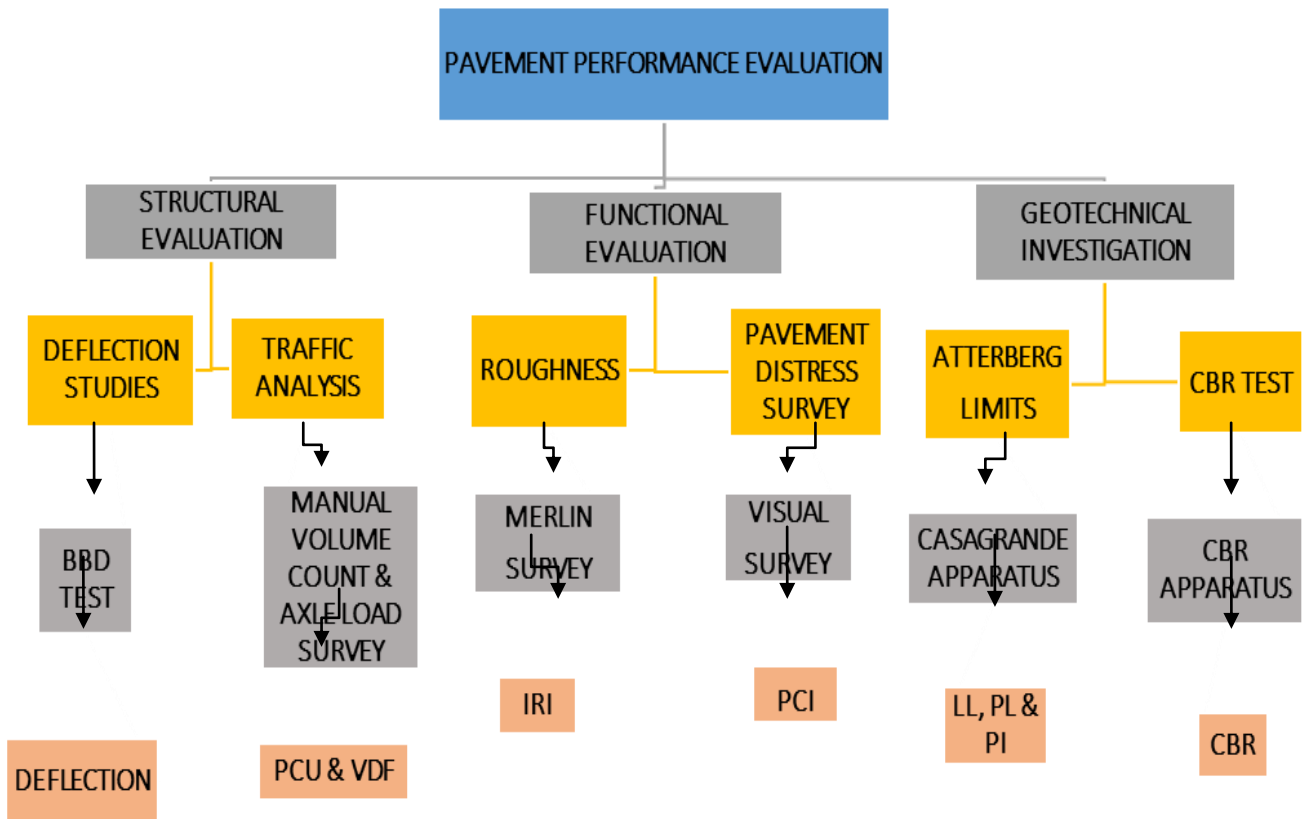 PAVEMENT PERFORMANCE EVALUATION
STRUCTURAL
EVALUATION
FUNCTIONAL
EVALUATION
GEOTECHNICAL
INVESTIGATION
DEFLECTION
STUDIES
TRAFFIC
ANALYSIS
ROUGHNESS
PAVEMENT
DISTRESS
SURVEY
ATTERBERG
LIMITS
CBR TEST
BBD
TEST
MANUAL
VOLUME
COUNT &
AXLE LOAD
SURVEY
MERLIN
SURVEY
VISUAL
SURVEY
CASAGRANDE
APPARATUS
CBR
APPARATUS
DEFLECTION
PCU & VDF
IRI
PCI
LL, PL &
PI
CBR